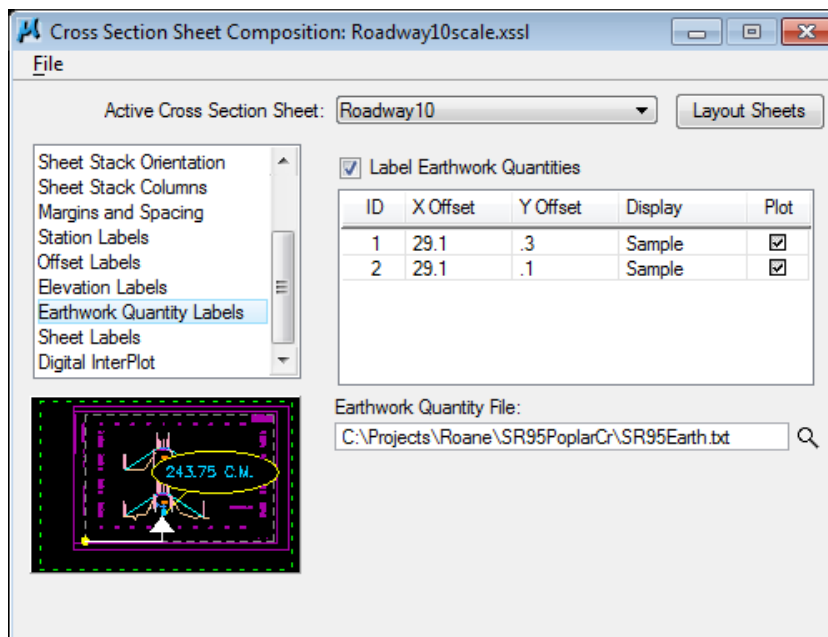 Cross Section Sheet Composition: Roadway10scale.xssl
File
Active Cross Section Sheet: Roadway10 Layout Sheets
Sheet Stack Orientation
Sheet Stack Columns
Margins and Spacing
Station Labels
Offset Labels
Elevation Labels
Earthwork Quantity Labels
Sheet Labels
Digital InterPlot
Label Earthwork Quantities
ID X Offset Y Offset Display Plot
1 29.1 .3 Sample
2 29.1 .1 Sample
243.75 C.M.
Earthwork Quantity File:
C:\Projects\Roane\SR95PoplarCr\SR95Earth.txt